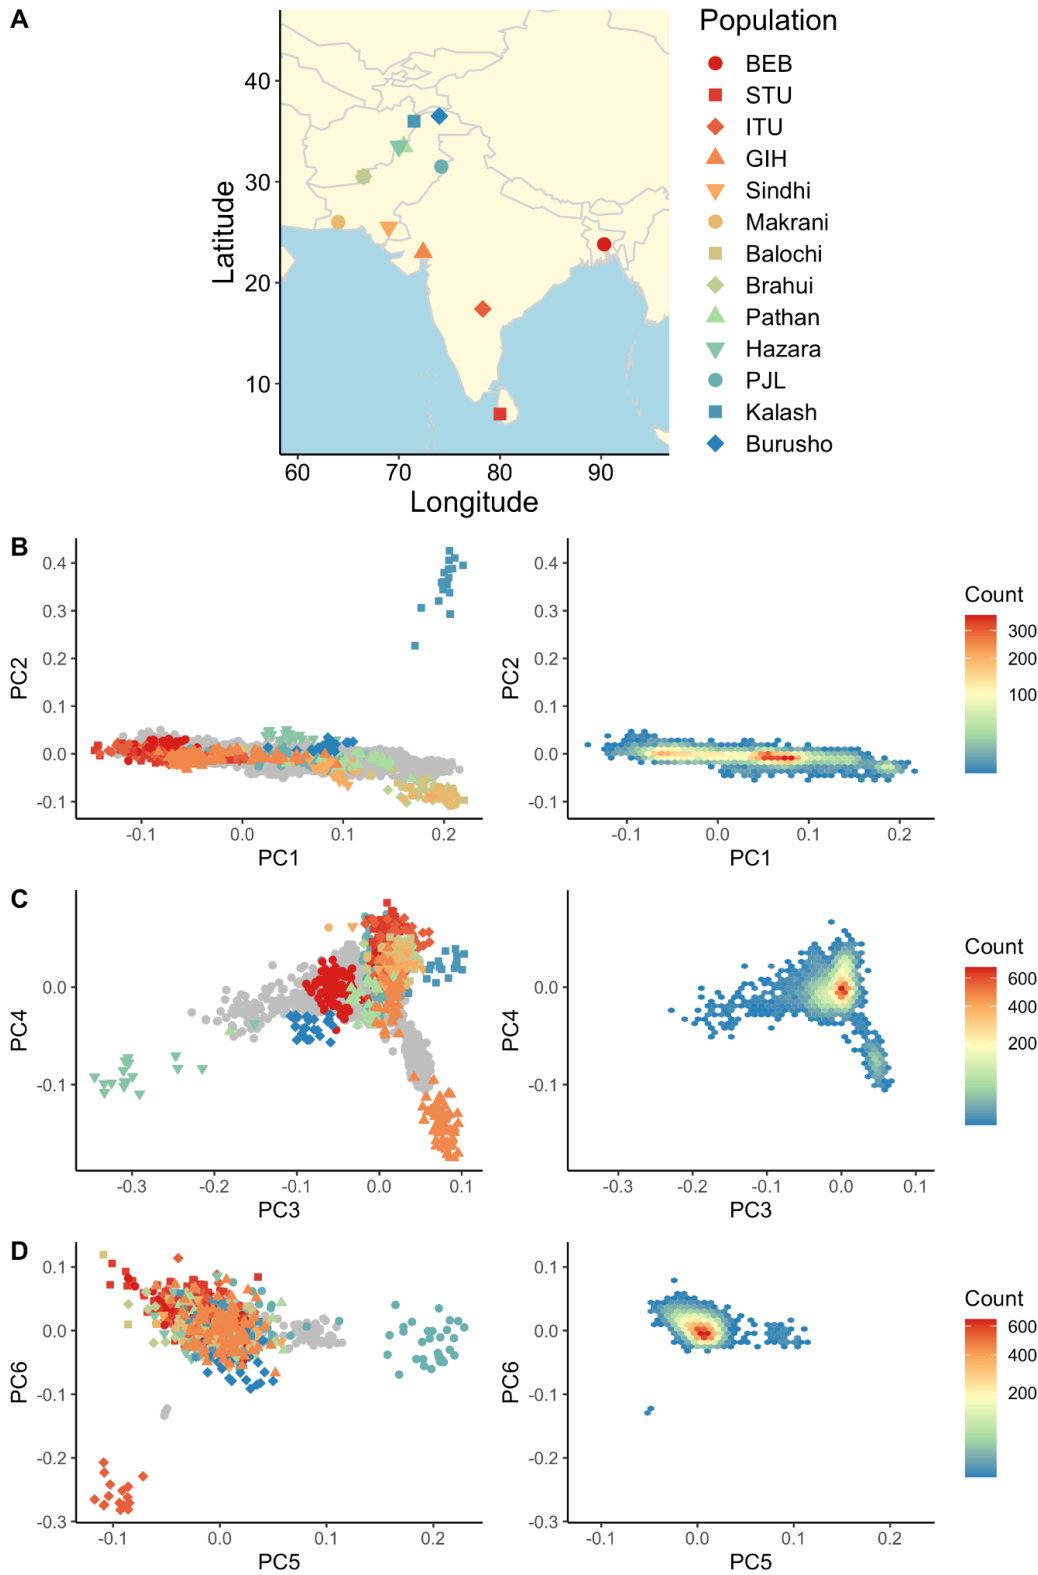 A
Population
BEB
STU
ITU
GIH
Sindhi
Makrani
Balochi
Brahui
Pathan
Hazara
PJL
Kalash
Burusho
Latitude
40
30
20
10
60 70 80 90
Longitude
B
PC2
0.4
0.3
0.2
0.1
0.0
-0.1
-0.1 0.0 0.1 0.2
PC1
PC2
0.4
0.3
0.2
0.1
0.0
-0.1
-0.1 0.0 0.1 0.2
PC1
Count
300
200
100
C
PC4
0.0
-0.1
-0.3 -0.2 -0.1 0.0 0.1
PC3
PC4
0.0
-0.1
-0.3 -0.2 -0.1 0.0 0.1
PC3
Count
600
400
200
D
PC6
0.1
0.0
-0.1
-0.2
-0.3
-0.1 0.0 0.1 0.2
PC5
PC6
0.1
0.0
-0.1
-0.2
-0.3
-0.1 0.0 0.1 0.2
PC5
Count
600
400
200